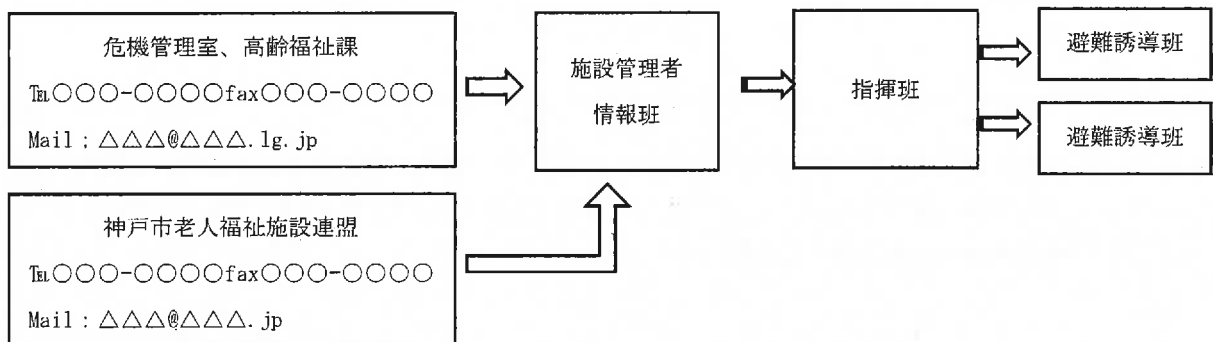 危機管理室、高齢福祉課
℡○○○-○○○○fax○○○-○○○○
Mail：△△△@△△△.lg.jp
神戸市老人福祉施設連盟
℡○○○-○○○○fax○○○-○○○○
Mail：△△△@△△△.jp
施設管理者
情報班
指揮班
避難誘導班
避難誘導班